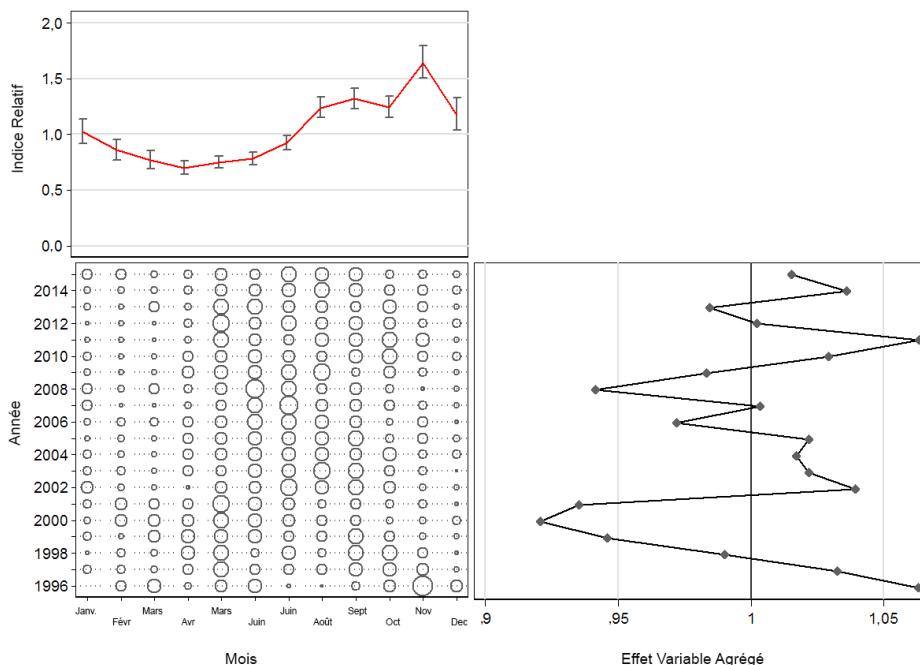 2,0
1,5
1,0
0,5
0,0
Indice Relatif
2014
2012
2010
2008
2006
2004
2002
2000
1998
1996
Année
Janv. Févr Mars Avr Mars Juin Juin Août Sept Oct Nov Dec
Mois
,9 ,95 1 1,05
Effet Variable Agrégé